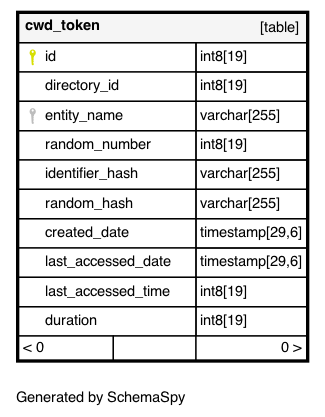 cwd_token [table]
id int8[19]
directory_id int8[19]
entity_name varchar[255]
random_number int8[19]
identifier_hash varchar[255]
random_hash varchar[255]
created_date timestamp[29,6]
last_accessed_date timestamp[29,6]
last_accessed_time int8[19]
duration int8[19]
< 0 0 >
Generated by SchemaSpy